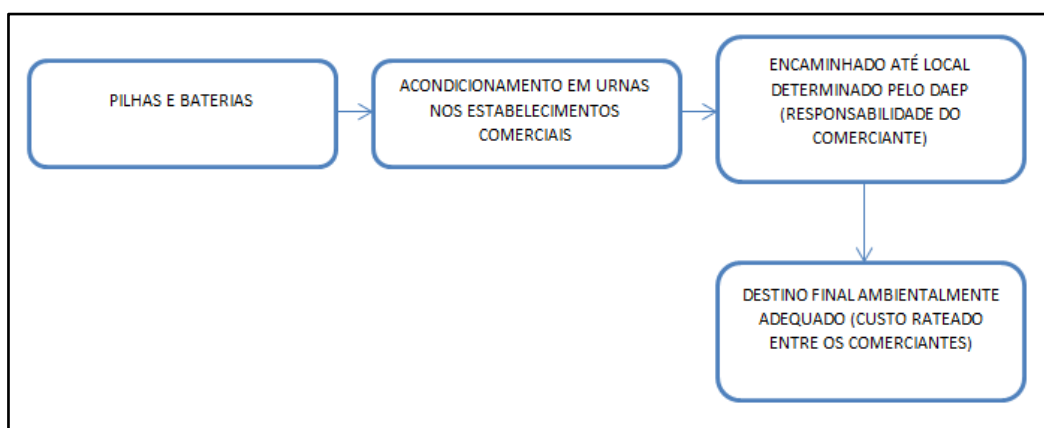 PILHAS E BATERIAS
ACONDICIONAMENTO EM URNAS
NOS ESTABELECIMENTOS
COMERCIAIS
ENCAMINHADO ATÉ LOCAL
DETERMINADO PELO DAEP
(RESPONSABILIDADE DO
COMERCIANTE)
DESTINO FINAL AMBIENTALMENTE
ADEQUADO (CUSTO RATEADO
ENTRE OS COMERCIANTES)